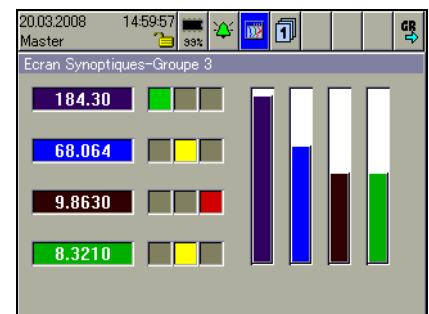 20.03.2008 14:59:57
Master 99% 1 GR
Ecran Synoptiques-Groupe 3
184.30
68.064
9.8630
8.3210